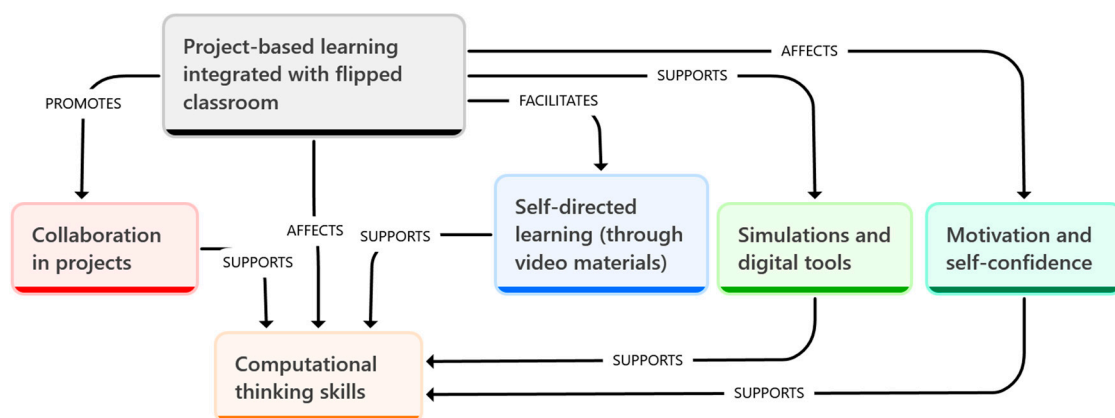 Project-based learning
integrated with flipped
classroom
AFFECTS
SUPPORTS
FACILITATES
PROMOTES
Collaboration
in projects
Self-directed
learning (through
video materials)
Simulations and
digital tools
Motivation and
self-confidence
AFFECTS
SUPPORTS
SUPPORTS
Computational
thinking skills
SUPPORTS
SUPPORTS